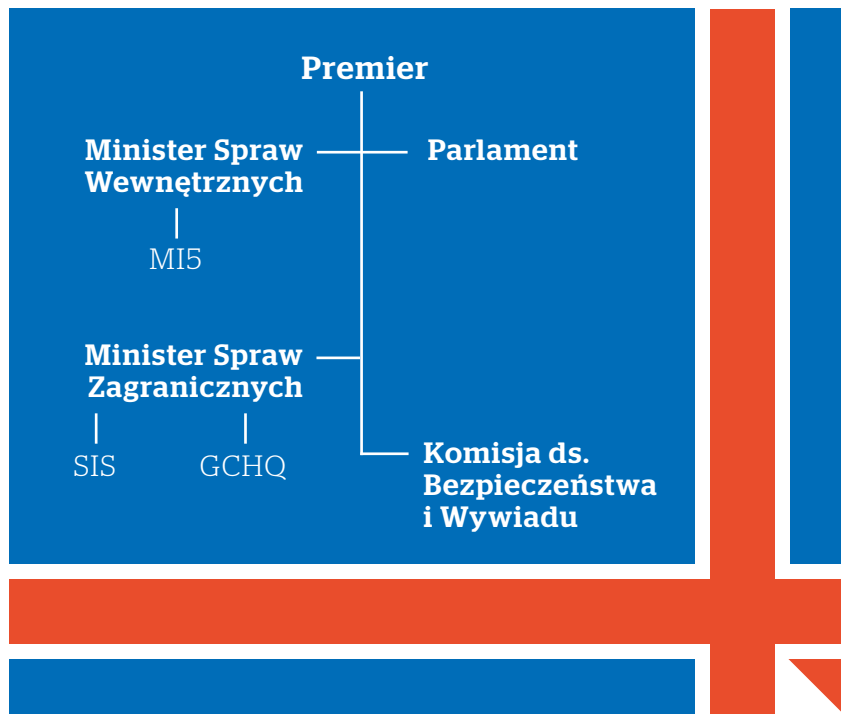 Premier
Minister Spraw
Wewnętrznych
Parlament
MI5
Minister Spraw
Zagranicznych
SIS
GCHQ
Komisja ds.
Bezpieczeństwa
i Wywiadu